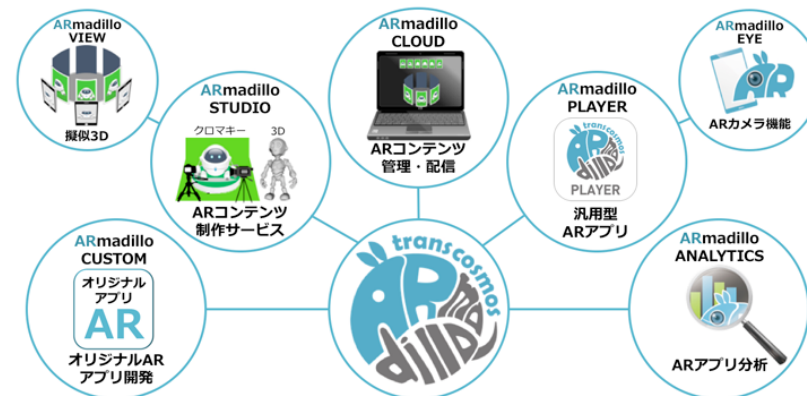 ARmadillo
VIEW
擬似3D
ARmadillo
STUDIO
クロマキー
3D
ARコンテンツ
制作サービス
ARmadillo
CLOUD
ARコンテンツ
管理・配信
ARmadillo
PLAYER
transcosmos
ARmadillo
PLAYER
汎用型
ARアプリ
ARmadillo
EYE
AR
ARカメラ機能
ARmadillo
CUSTOM
オリジナル
アプリ
AR
オリジナルAR
アプリ開発
transcosmos
ARmadillo
ARmadillo
ANALYTICS
ARアプリ分析